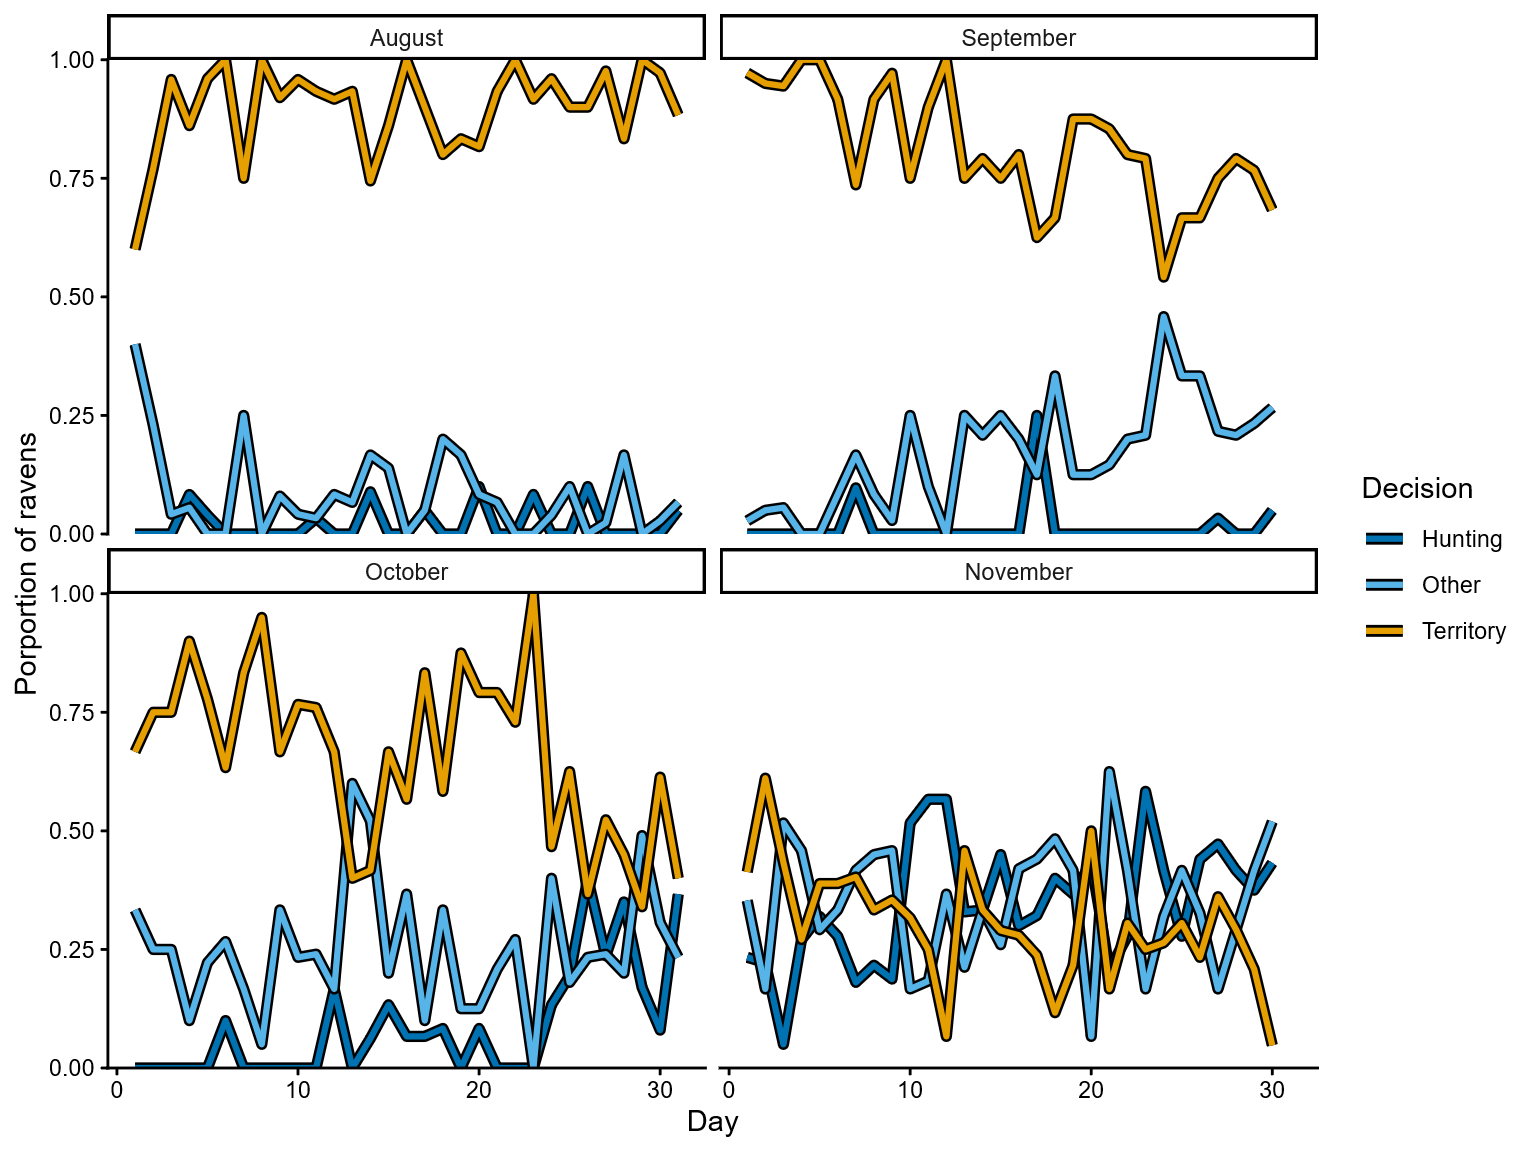 August
September
1.00
0.75
0.50
0.25
0.00
October
November
1.00
0.75
0.50
0.25
0.00
0
10
20
30
0
10
20
30
Day
Porportion of ravens
Decision
Hunting
Other
Territory